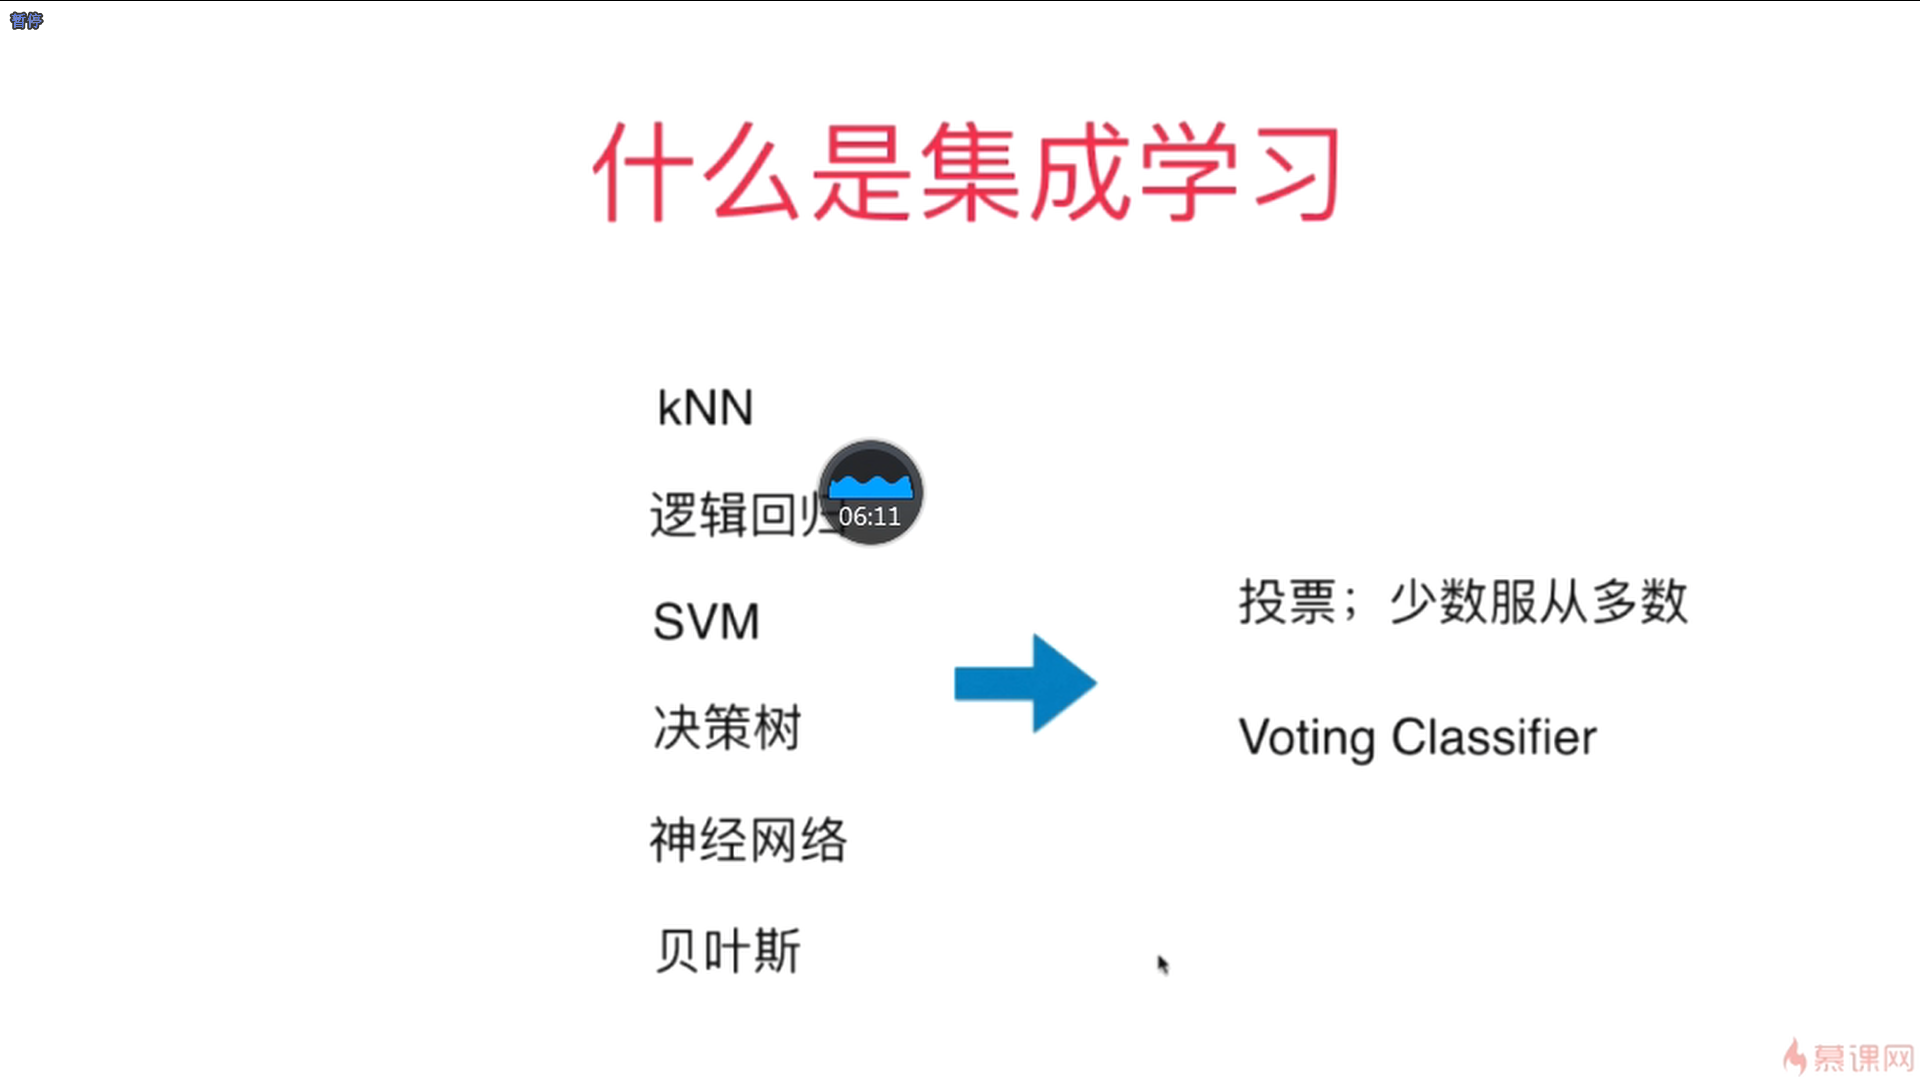 暂停
什么是集成学习
kNN
逻辑回归
06:11
SVM
决策树
神经网络
贝叶斯
投票；少数服从多数
Voting Classifier
慕课网